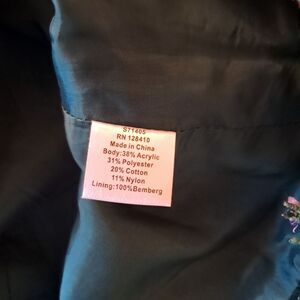 S71405
RN 128410
Made in China
Body:38% Acrylic
31% Polyester
20% Cotton
11% Nylon
Lining:100%Bemberg